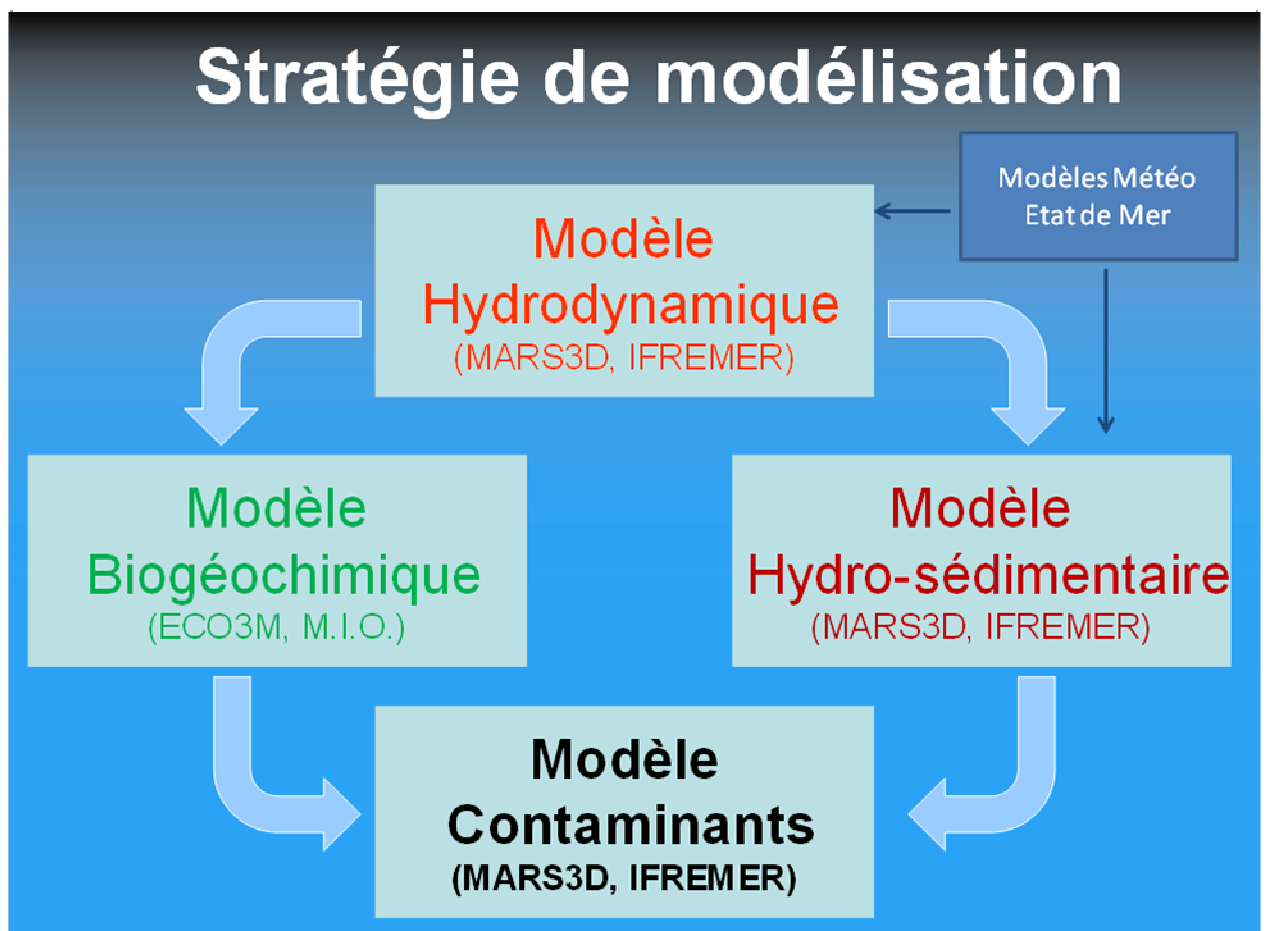 Stratégie de modélisation
Modèles Météo
Etat de Mer
Modèle
Hydrodynamique
(MARS3D, IFREMER)
Modèle
Biogéochimique
(ECO3M, M.I.O.)
Modèle
Hydro-sédimentaire
(MARS3D, IFREMER)
Modèle
Contaminants
(MARS3D, IFREMER)